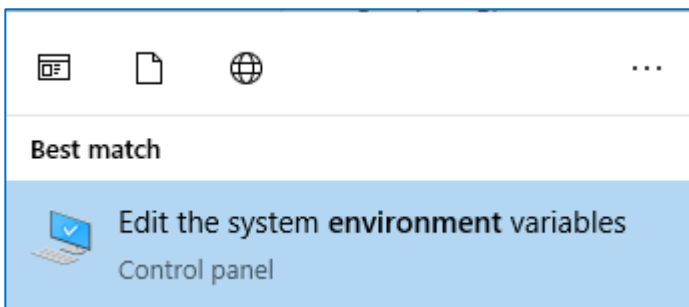 ...
Best match
Edit the system environment variables
Control panel